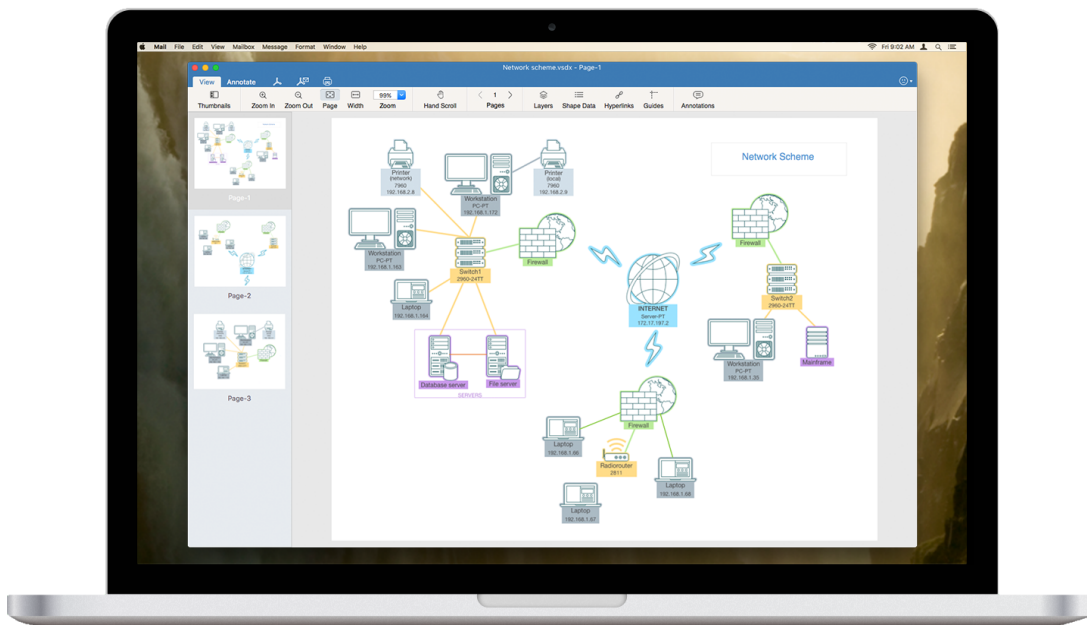 Mail File Edit View Mailbox Message Format Window Help Fri 9:02 AM
Network scheme.vsdx - Page-1
View Annotate
99% 1
Thumbnails Zoom In Zoom Out Page Width Zoom Hand Scroll Pages Layers Shape Data Hyperlinks Guides Annotations
Page-1
Page-2
Page-3
Network Scheme
Printer
(network)
7960
192.168.2.8
Workstation
PC-PT
192.168.1.172
Printer
(local)
7960
192.168.2.9
Workstation
PC-PT
192.168.1.163
Switch1
2960-24TT
Firewall
Laptop
192.168.1.164
Database server
File server
SERVERS
INTERNET
Server-PT
172.17.197.2
Firewall
Switch2
2960-24TT
Workstation
PC-PT
192.168.1.35
Mainframe
Firewall
Laptop
192.168.1.66
Radiorouter
2811
Laptop
192.168.1.68
Laptop
192.168.1.67